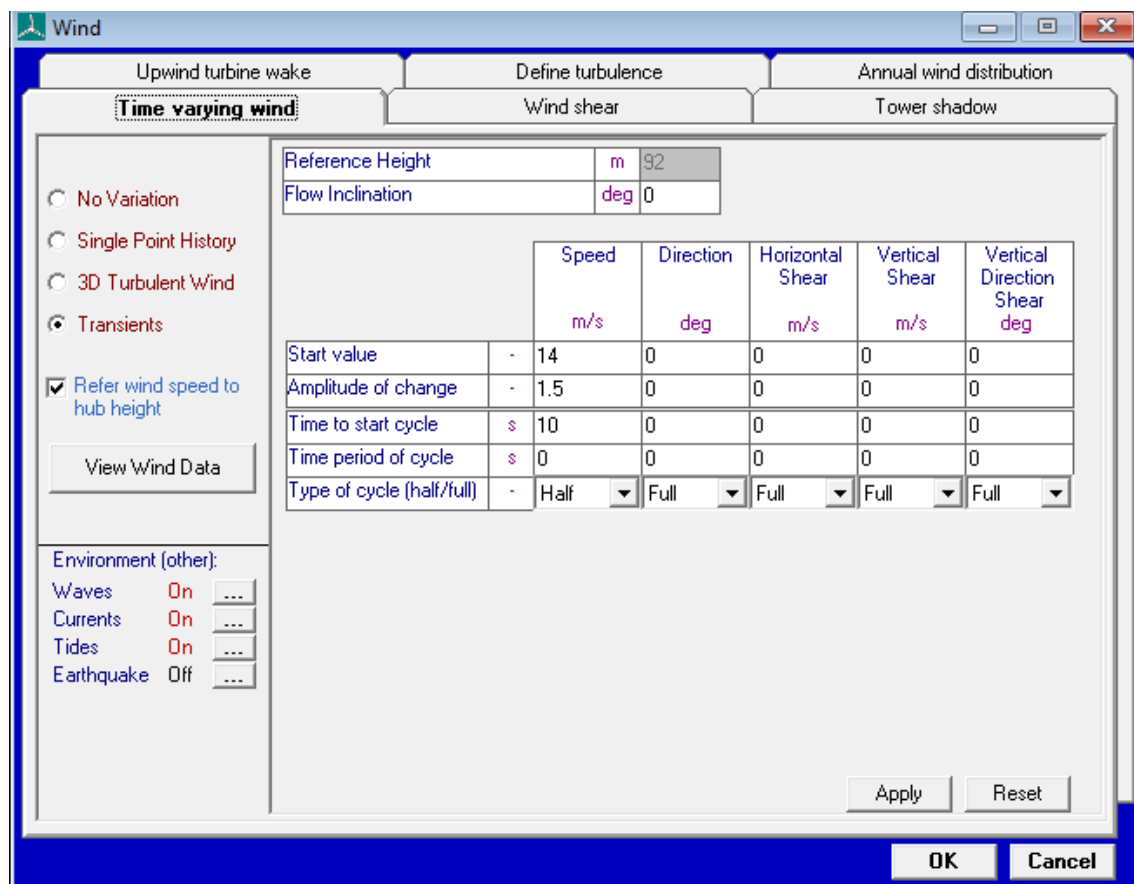 Wind
Upwind turbine wake
Define turbulence
Annual wind distribution
Time varying wind
Wind shear
Tower shadow
No Variation
Single Point History
3D Turbulent Wind
Transients
Refer wind speed to
hub height
View Wind Data
Environment (other):
Waves On ...
Currents On ...
Tides On ...
Earthquake Off ...
Reference Height m 92
Flow Inclination deg 0
Speed Direction Horizontal Vertical Vertical
Shear Shear Direction
Shear
m/s deg m/s m/s deg
Start value - 14 0 0 0 0
Amplitude of change - 1.5 0 0 0 0
Time to start cycle s 10 0 0 0 0
Time period of cycle s 0 0 0 0 0
Type of cycle (half/full) - Half Full Full Full Full
Apply Reset
OK Cancel